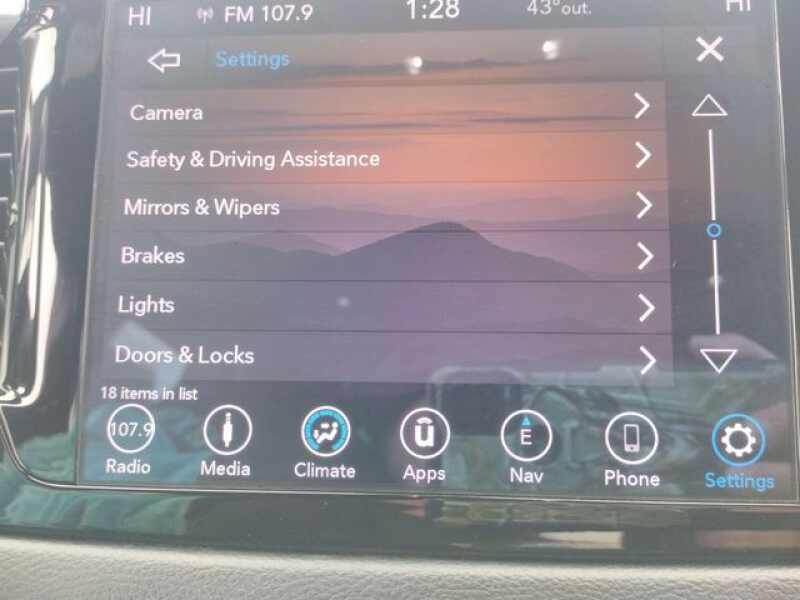 HI FM 107.9 1:28 43°out. HI
Settings
Camera
Safety & Driving Assistance
Mirrors & Wipers
Brakes
Lights
Doors & Locks
18 items in list
107.9 u E
Radio Media Climate Apps Nav Phone Settings